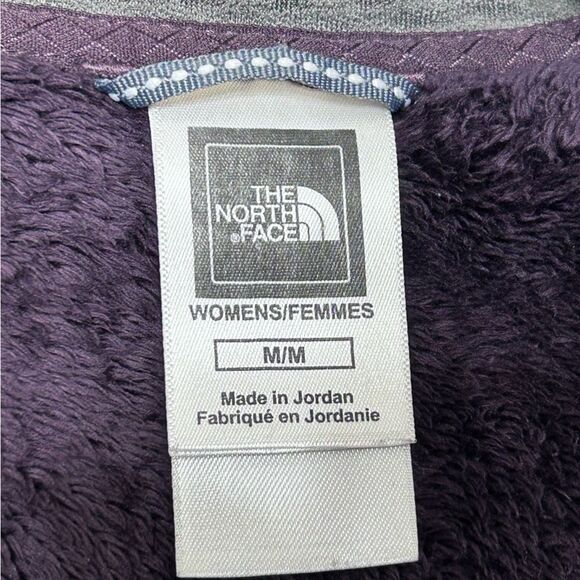 THE
NORTH
®FACE
WOMENS/FEMMES
M/M
Made in Jordan
Fabriqué en Jordanie